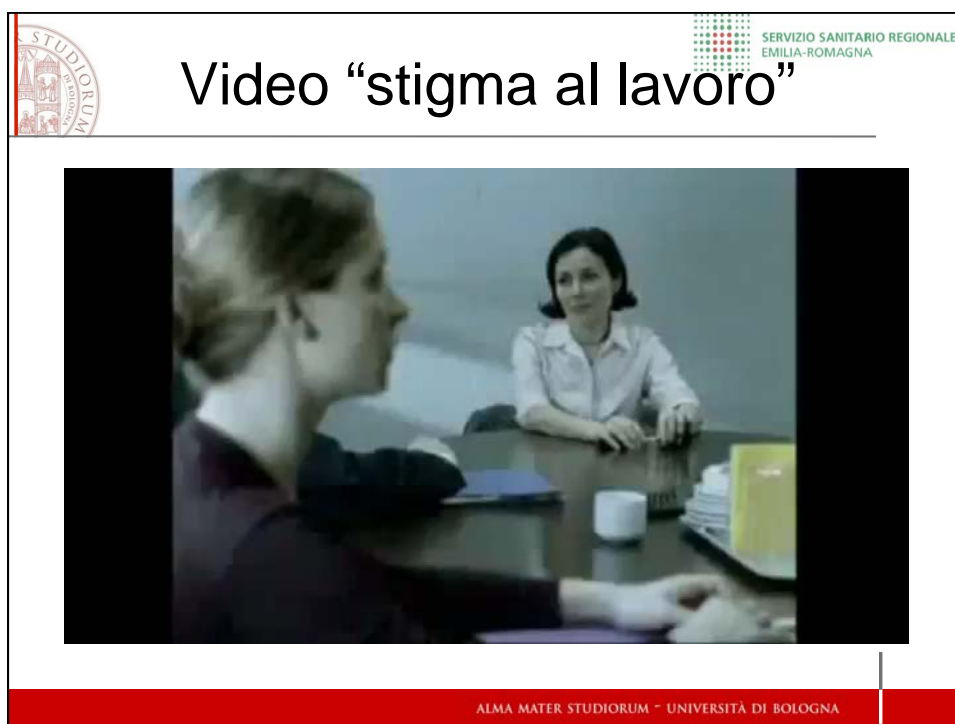 SERVIZIO SANITARIO REGIONALE
EMILIA-ROMAGNA
Video “stigma al lavoro”
ALMA MATER STUDIORUM ~ UNIVERSITÀ DI BOLOGNA